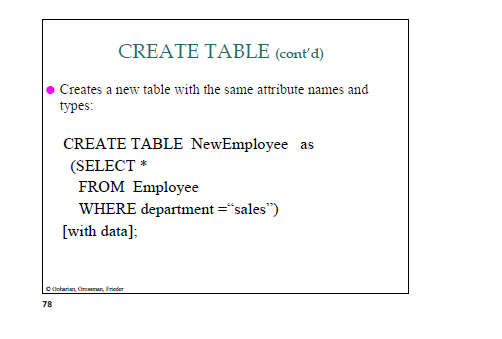 CREATE TABLE (cont'd)
Creates a new table with the same attribute names and
types:
CREATE TABLE NewEmployee as
(SELECT *
FROM Employee
WHERE department =“sales”)
[with data];
© Goharian, Grossman, Frieder
78